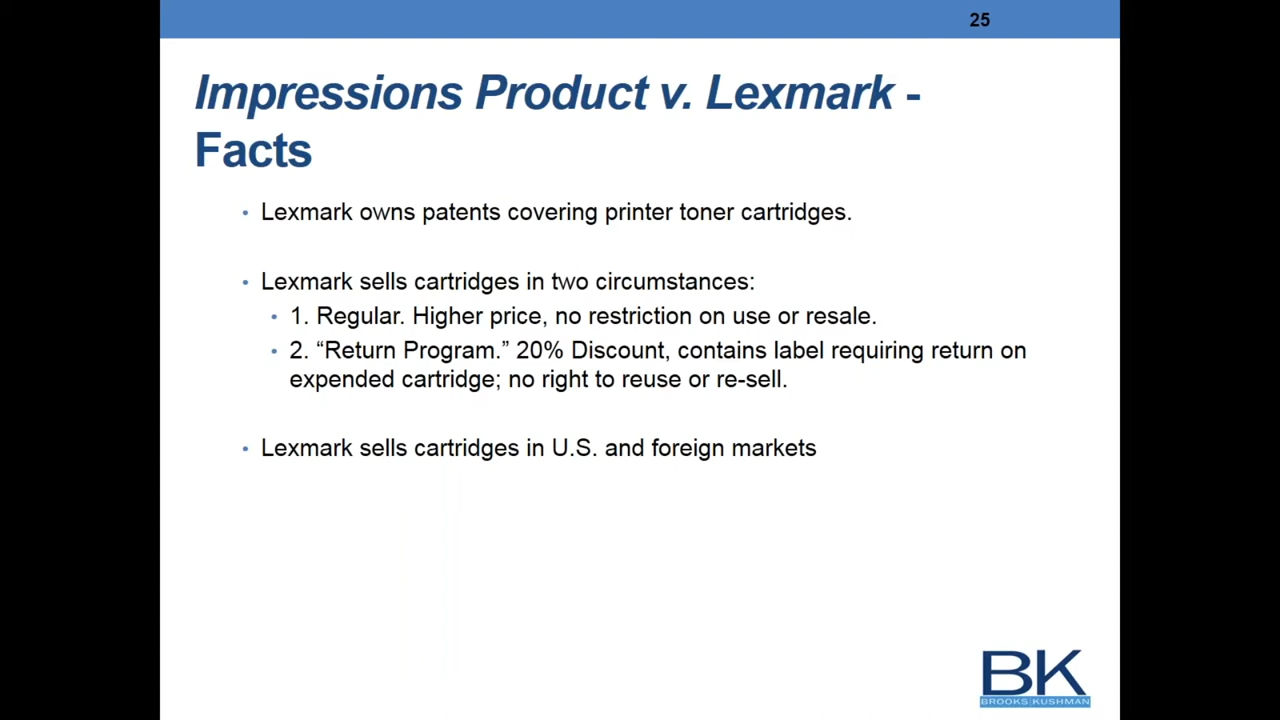 25
Impressions Product v. Lexmark -
Facts
• Lexmark owns patents covering printer toner cartridges.
• Lexmark sells cartridges in two circumstances:
• 1. Regular. Higher price, no restriction on use or resale.
• 2. “Return Program.” 20% Discount, contains label requiring return on
expended cartridge; no right to reuse or re-sell.
• Lexmark sells cartridges in U.S. and foreign markets
BK
BROOKS KUSHMAN